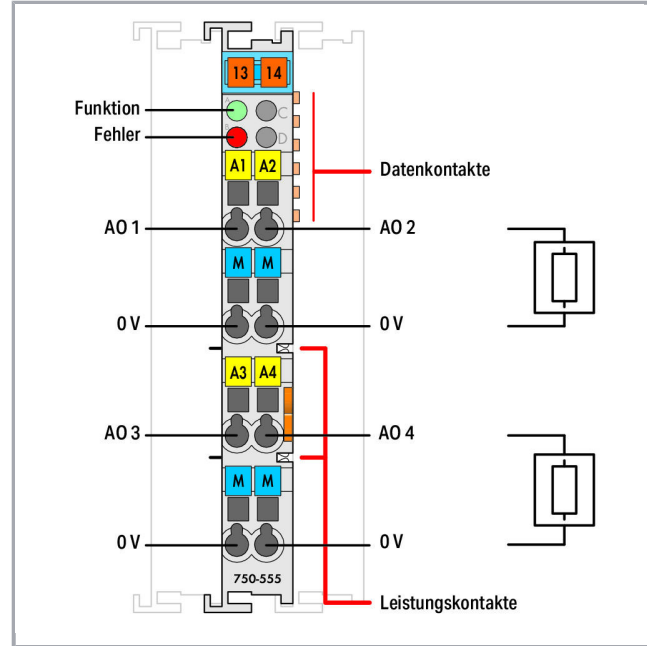 13 14
A C
Funktion
B D
Fehler
A1 A2
Datenkontakte
AO 1
AO 2
M M
0 V
0 V
A3 A4
AO 3
AO 4
M M
0 V
0 V
750-555
Leistungskontakte